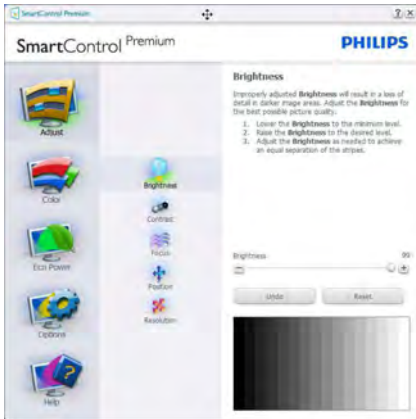 SmartControl Premium
SmartControl Premium
PHILIPS
Adjust
Color
Eco Power
Options
Help
Brightness
Contrast
Focus
Position
Resolution
Brightness
Improperly adjusted Brightness will result in a loss of
detail in darker image areas. Adjust the Brightness for
the best possible picture quality.
1. Lower the Brightness to the minimum level.
2. Raise the Brightness to the desired level.
3. Adjust the Brightness as needed to achieve
an equal separation of the stripes.
Brightness 99
Undo Reset